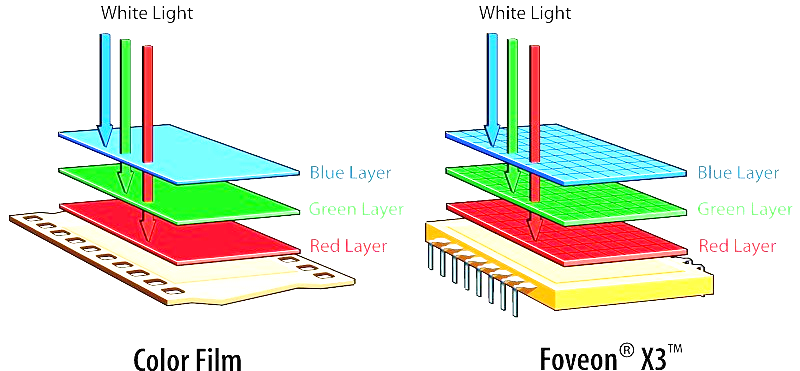 White Light
Blue Layer
Green Layer
Red Layer
Color Film
White Light
Blue Layer
Green Layer
Red Layer
Foveon® X3™